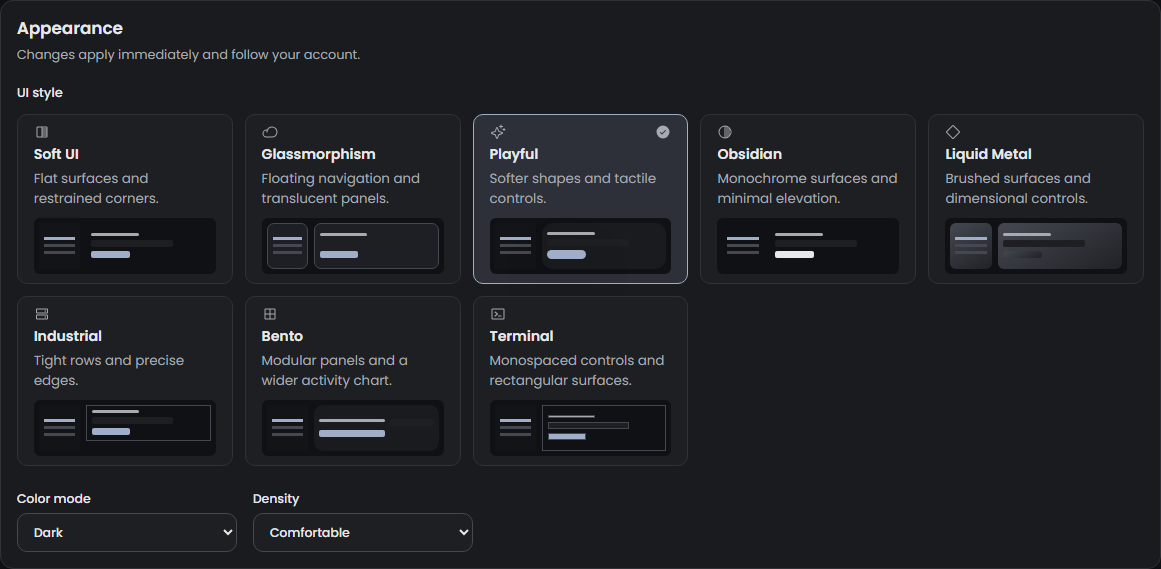 Appearance
Changes apply immediately and follow your account.
UI style
Soft UI
Flat surfaces and
restrained corners.
Glassmorphism
Floating navigation and
translucent panels.
Playful
Softer shapes and tactile
controls.
Obsidian
Monochrome surfaces and
minimal elevation.
Liquid Metal
Brushed surfaces and
dimensional controls.
Industrial
Tight rows and precise
edges.
Bento
Modular panels and a
wider activity chart.
Terminal
Monospaced controls and
rectangular surfaces.
Color mode
Dark
Density
Comfortable